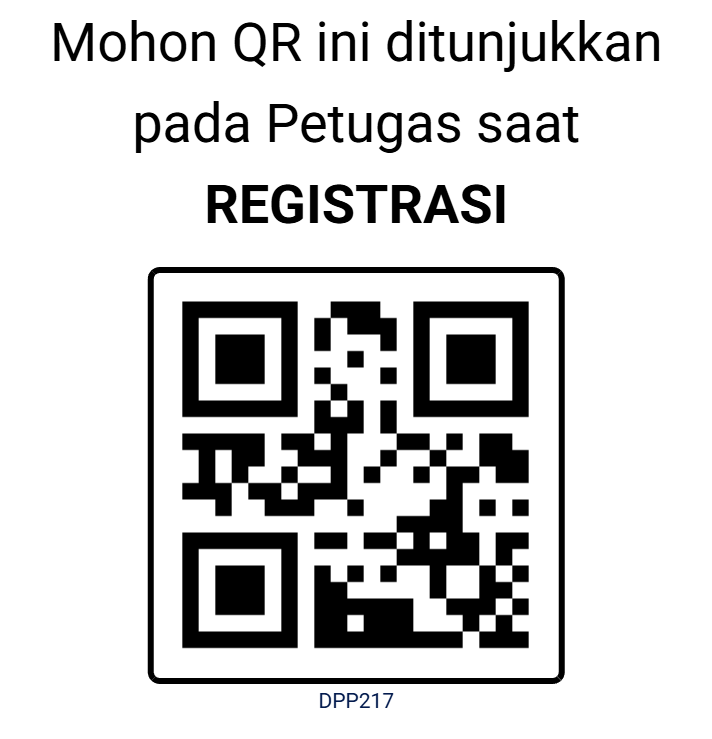 Mohon QR ini ditunjukkan
pada Petugas saat
REGISTRASI
DPP217